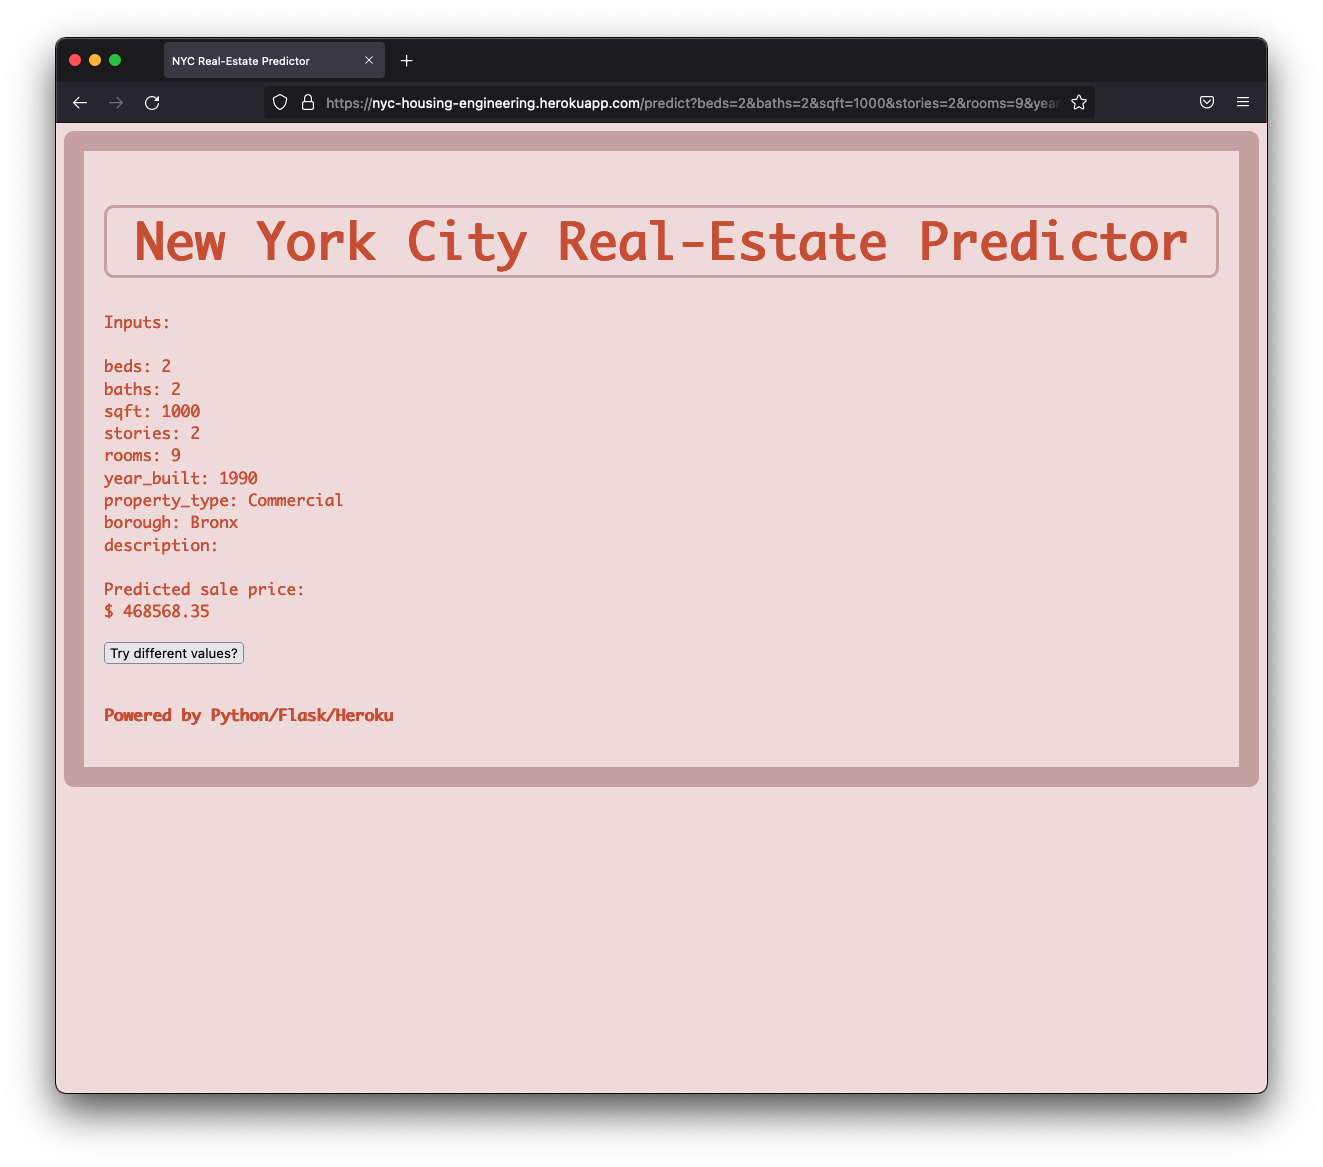 NYC Real-Estate Predictor
https://nyc-housing-engineering.herokuapp.com/predict?beds=2&baths=2&sqft=1000&stories=2&rooms=9&year
New York City Real-Estate Predictor
Inputs:
beds: 2
baths: 2
sqft: 1000
stories: 2
rooms: 9
year_built: 1990
property_type: Commercial
borough: Bronx
description:
Predicted sale price:
$ 468568.35
Try different values?
Powered by Python/Flask/Heroku